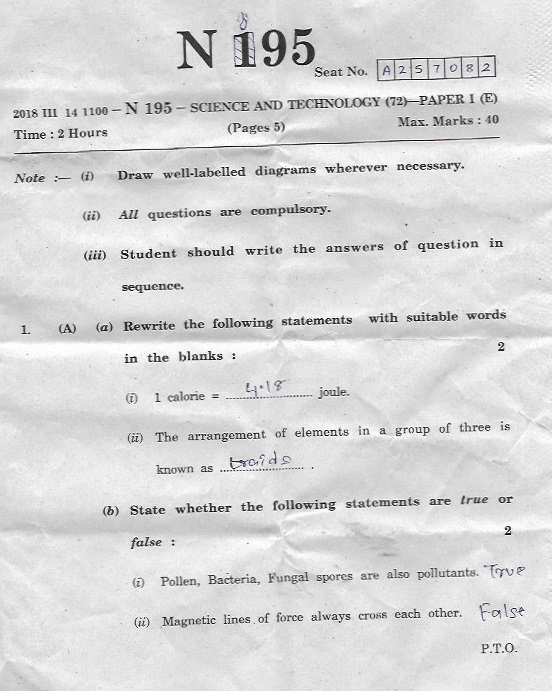 N 195
Seat No. A257082
2018 III 14 1100 – N 195 – SCIENCE AND TECHNOLOGY (72)—PAPER I (E)
Time : 2 Hours (Pages 5) Max. Marks : 40
Note :— (i) Draw well-labelled diagrams wherever necessary.
(ii) All questions are compulsory.
(iii) Student should write the answers of question in
sequence.
1. (A) (a) Rewrite the following statements with suitable words
in the blanks : 2
(i) 1 calorie = 4.18 joule.
(ii) The arrangement of elements in a group of three is
known as traids .
(b) State whether the following statements are true or
false : 2
(i) Pollen, Bacteria, Fungal spores are also pollutants. True
(ii) Magnetic lines of force always cross each other. False
P.T.O.